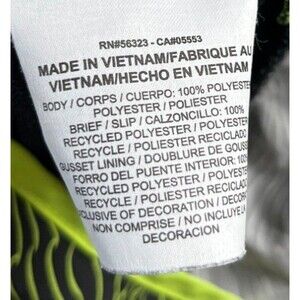 RN#56323 - CA#05553
MADE IN VIETNAM/FABRIQUE AU
VIETNAM/HECHO EN VIETNAM
BODY / CORPS / CUERPO: 100% POLYESTER
POLYESTER / POLIESTER
BRIEF / SLIP / CALZONCILLO: 100%
RECYCLED POLYESTER / POLYESTER
RECYCLE / POLIESTER RECICLADO
GUSSET LINING / DOUBLURE DE GOUSS
FORRO DEL PUENTE INTERIOR: 100%
RECYCLED POLYESTER / POLYESTER
RECYCLE / POLIESTER RECICLADO
CLUSIVE OF DECORATION / DECOR
NON COMPRISE / NO INCLUYE LA
DECORACION